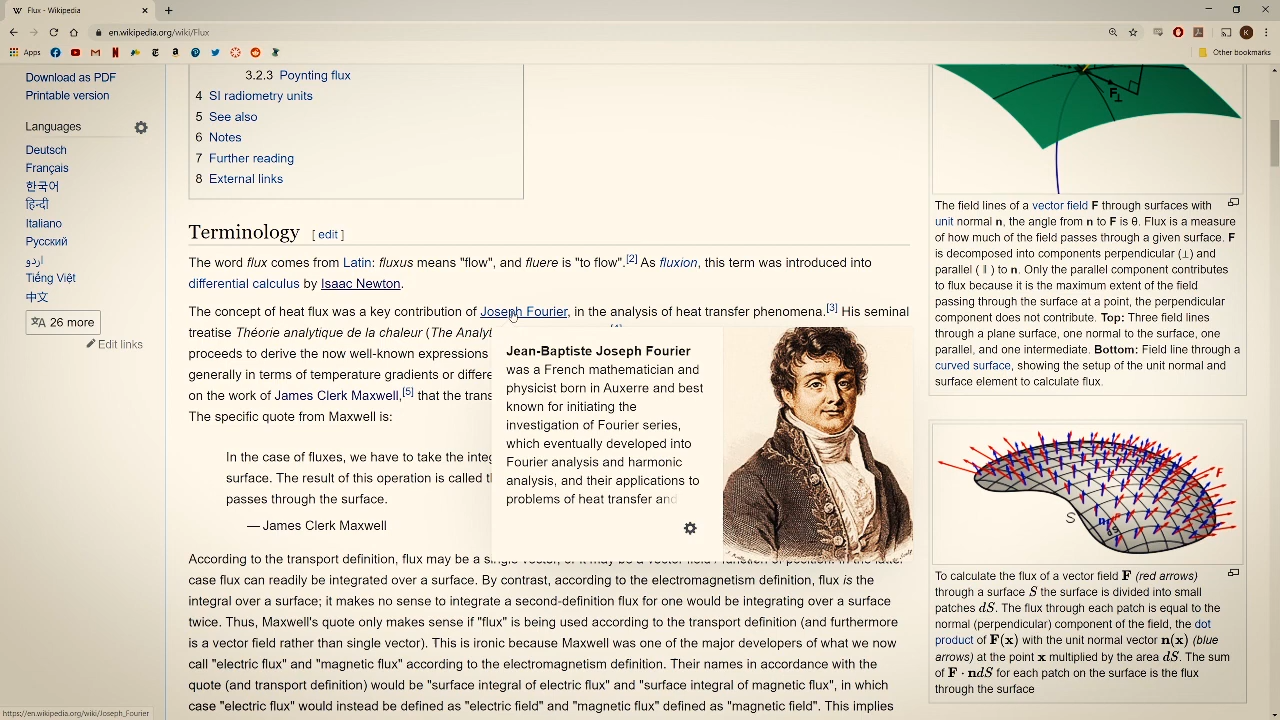 Flux - Wikipedia
en.wikipedia.org/wiki/Flux
Apps
Other bookmarks
Download as PDF
Printable version
Languages
Deutsch
Français
한국어
हिन्दी
Italiano
Русский
اردو
Tiếng Việt
中文
26 more
Edit links
3.2.3 Poynting flux
4 SI radiometry units
5 See also
6 Notes
7 Further reading
8 External links
Terminology [ edit ]
The word flux comes from Latin: fluxus means "flow", and fluere is "to flow".[2] As fluxion, this term was introduced into
differential calculus by Isaac Newton.
The concept of heat flux was a key contribution of Joseph Fourier, in the analysis of heat transfer phenomena.[3] His seminal
treatise Théorie analytique de la chaleur (The Analyt
proceeds to derive the now well-known expressions
generally in terms of temperature gradients or differe
on the work of James Clerk Maxwell,[5] that the trans
The specific quote from Maxwell is:
In the case of fluxes, we have to take the integ
surface. The result of this operation is called t
passes through the surface.
— James Clerk Maxwell
Jean-Baptiste Joseph Fourier
was a French mathematician and
physicist born in Auxerre and best
known for initiating the
investigation of Fourier series,
which eventually developed into
Fourier analysis and harmonic
analysis, and their applications to
problems of heat transfer and
According to the transport definition, flux may be a single vector, or it may be a vector field / function of position. In the latter
case flux can readily be integrated over a surface. By contrast, according to the electromagnetism definition, flux is the
integral over a surface; it makes no sense to integrate a second-definition flux for one would be integrating over a surface
twice. Thus, Maxwell's quote only makes sense if "flux" is being used according to the transport definition (and furthermore
is a vector field rather than single vector). This is ironic because Maxwell was one of the major developers of what we now
call "electric flux" and "magnetic flux" according to the electromagnetism definition. Their names in accordance with the
quote (and transport definition) would be "surface integral of electric flux" and "surface integral of magnetic flux", in which
case "electric flux" would instead be defined as "electric field" and "magnetic flux" defined as "magnetic field". This implies
F⊥
The field lines of a vector field F through surfaces with
unit normal n, the angle from n to F is θ. Flux is a measure
of how much of the field passes through a given surface. F
is decomposed into components perpendicular (⊥) and
parallel ( ‖ ) to n. Only the parallel component contributes
to flux because it is the maximum extent of the field
passing through the surface at a point, the perpendicular
component does not contribute. Top: Three field lines
through a plane surface, one normal to the surface, one
parallel, and one intermediate. Bottom: Field line through a
curved surface, showing the setup of the unit normal and
surface element to calculate flux.
F
S
n
dS
To calculate the flux of a vector field F (red arrows)
through a surface S the surface is divided into small
patches dS. The flux through each patch is equal to the
normal (perpendicular) component of the field, the dot
product of F(x) with the unit normal vector n(x) (blue
arrows) at the point x multiplied by the area dS. The sum
of F · ndS for each patch on the surface is the flux
through the surface
https://en.wikipedia.org/wiki/Joseph_Fourier